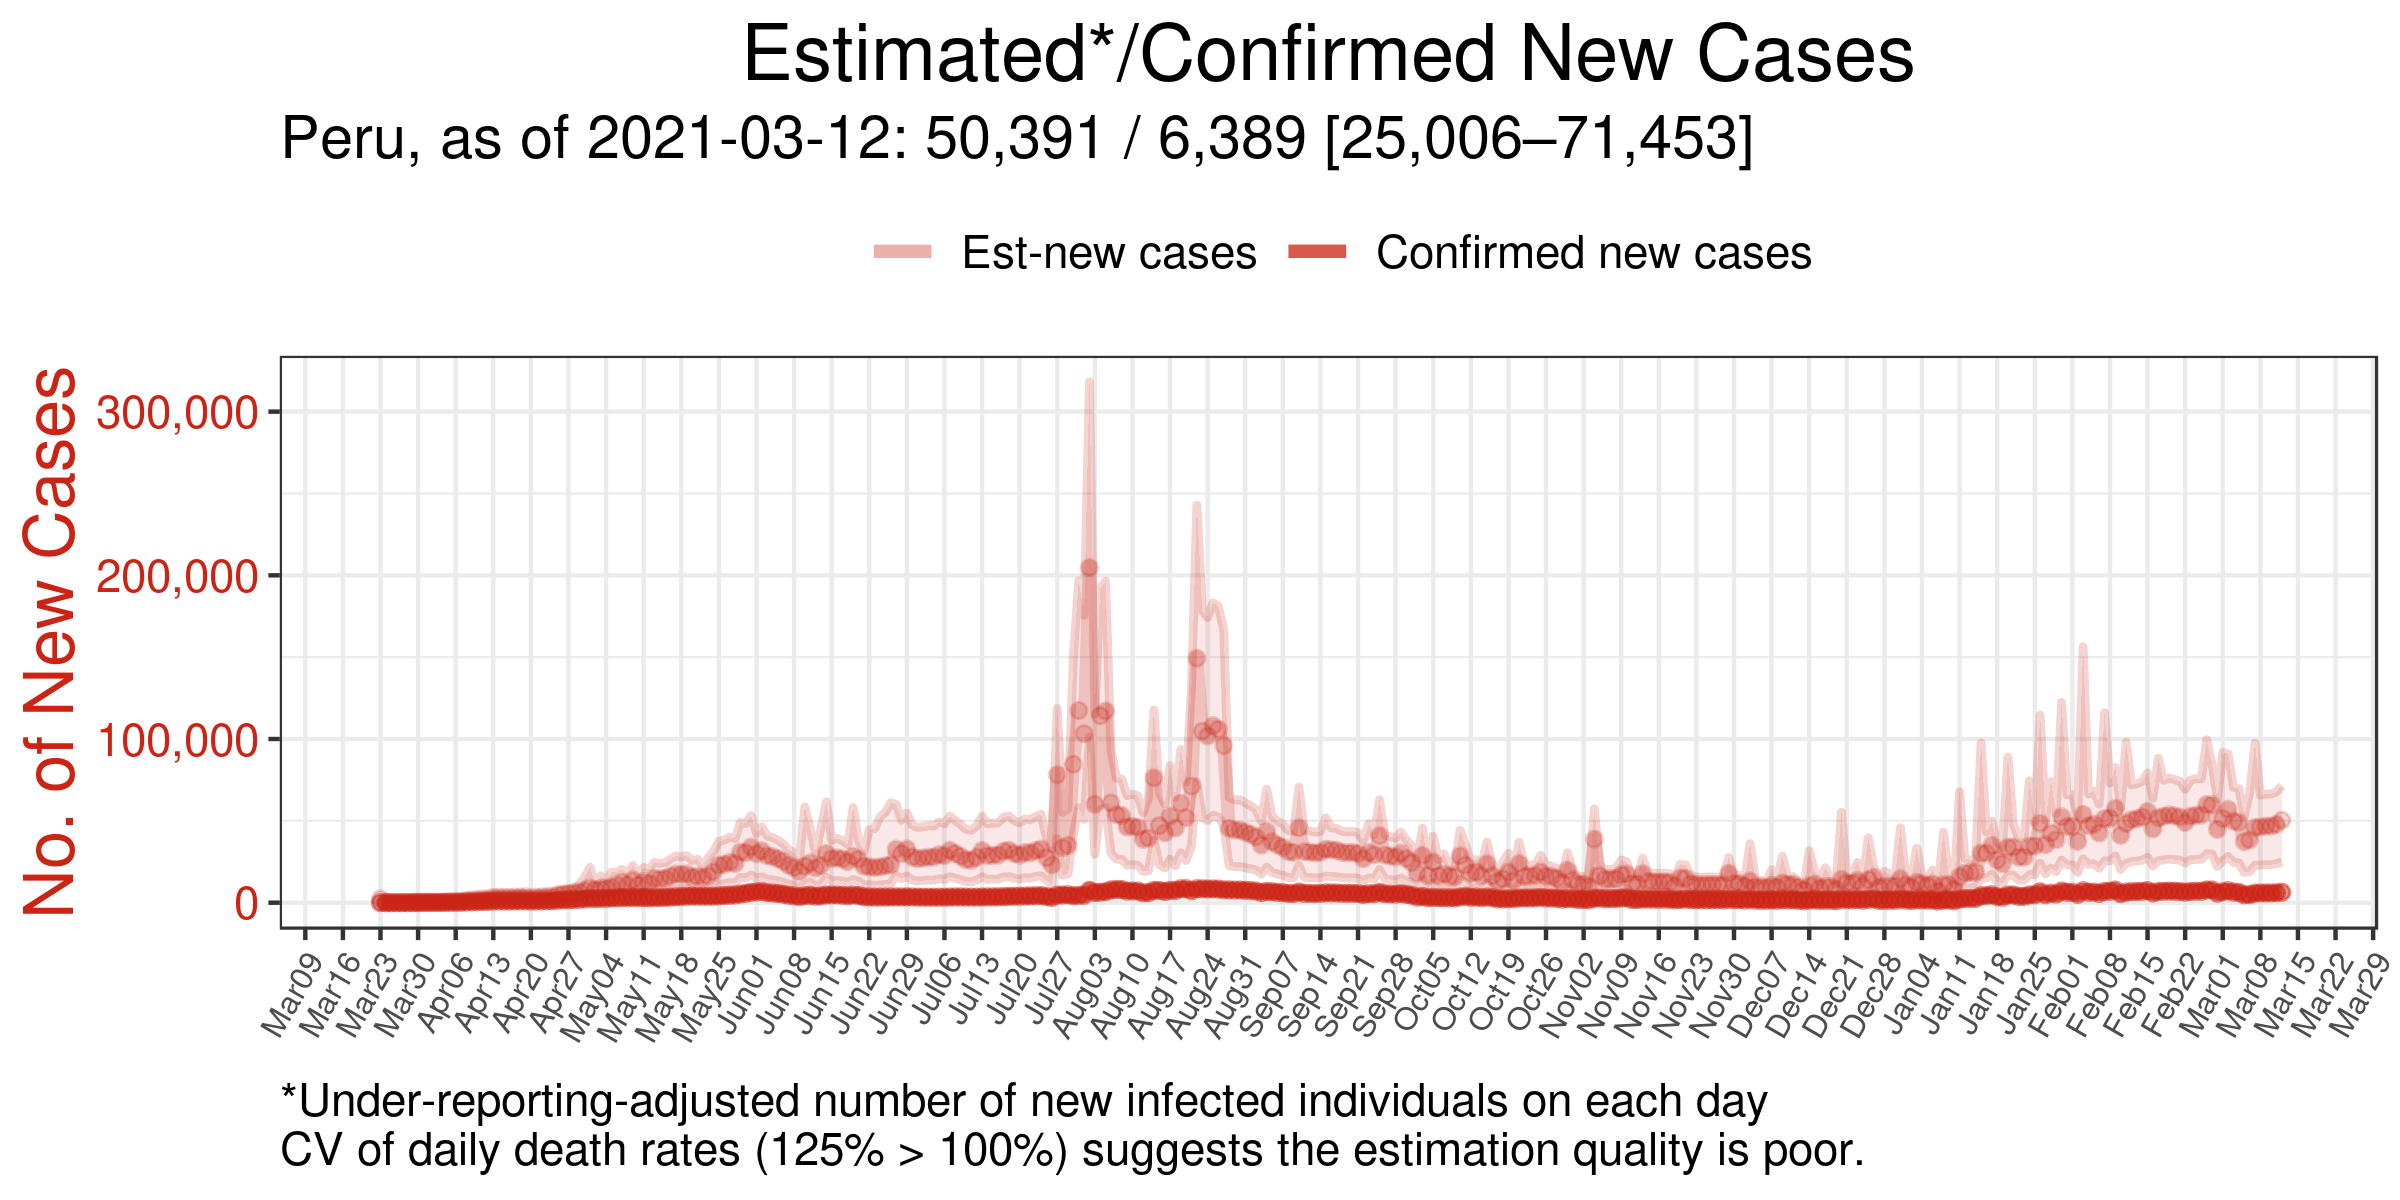 Estimated*/Confirmed New Cases
Peru, as of 2021-03-12: 50,391 / 6,389 [25,006–71,453]
Est-new cases Confirmed new cases
No. of New Cases
300,000
200,000
100,000
0
Mar09 Mar16 Mar23 Mar30 Apr06 Apr13 Apr20 Apr27 May04 May11 May18 May25 Jun01 Jun08 Jun15 Jun22 Jun29 Jul06 Jul13 Jul20 Jul27 Aug03 Aug10 Aug17 Aug24 Aug31 Sep07 Sep14 Sep21 Sep28 Oct05 Oct12 Oct19 Oct26 Nov02 Nov09 Nov16 Nov23 Nov30 Dec07 Dec14 Dec21 Dec28 Jan04 Jan11 Jan18 Jan25 Feb01 Feb08 Feb15 Feb22 Mar01 Mar08 Mar15 Mar22 Mar29
*Under-reporting-adjusted number of new infected individuals on each day
CV of daily death rates (125% > 100%) suggests the estimation quality is poor.